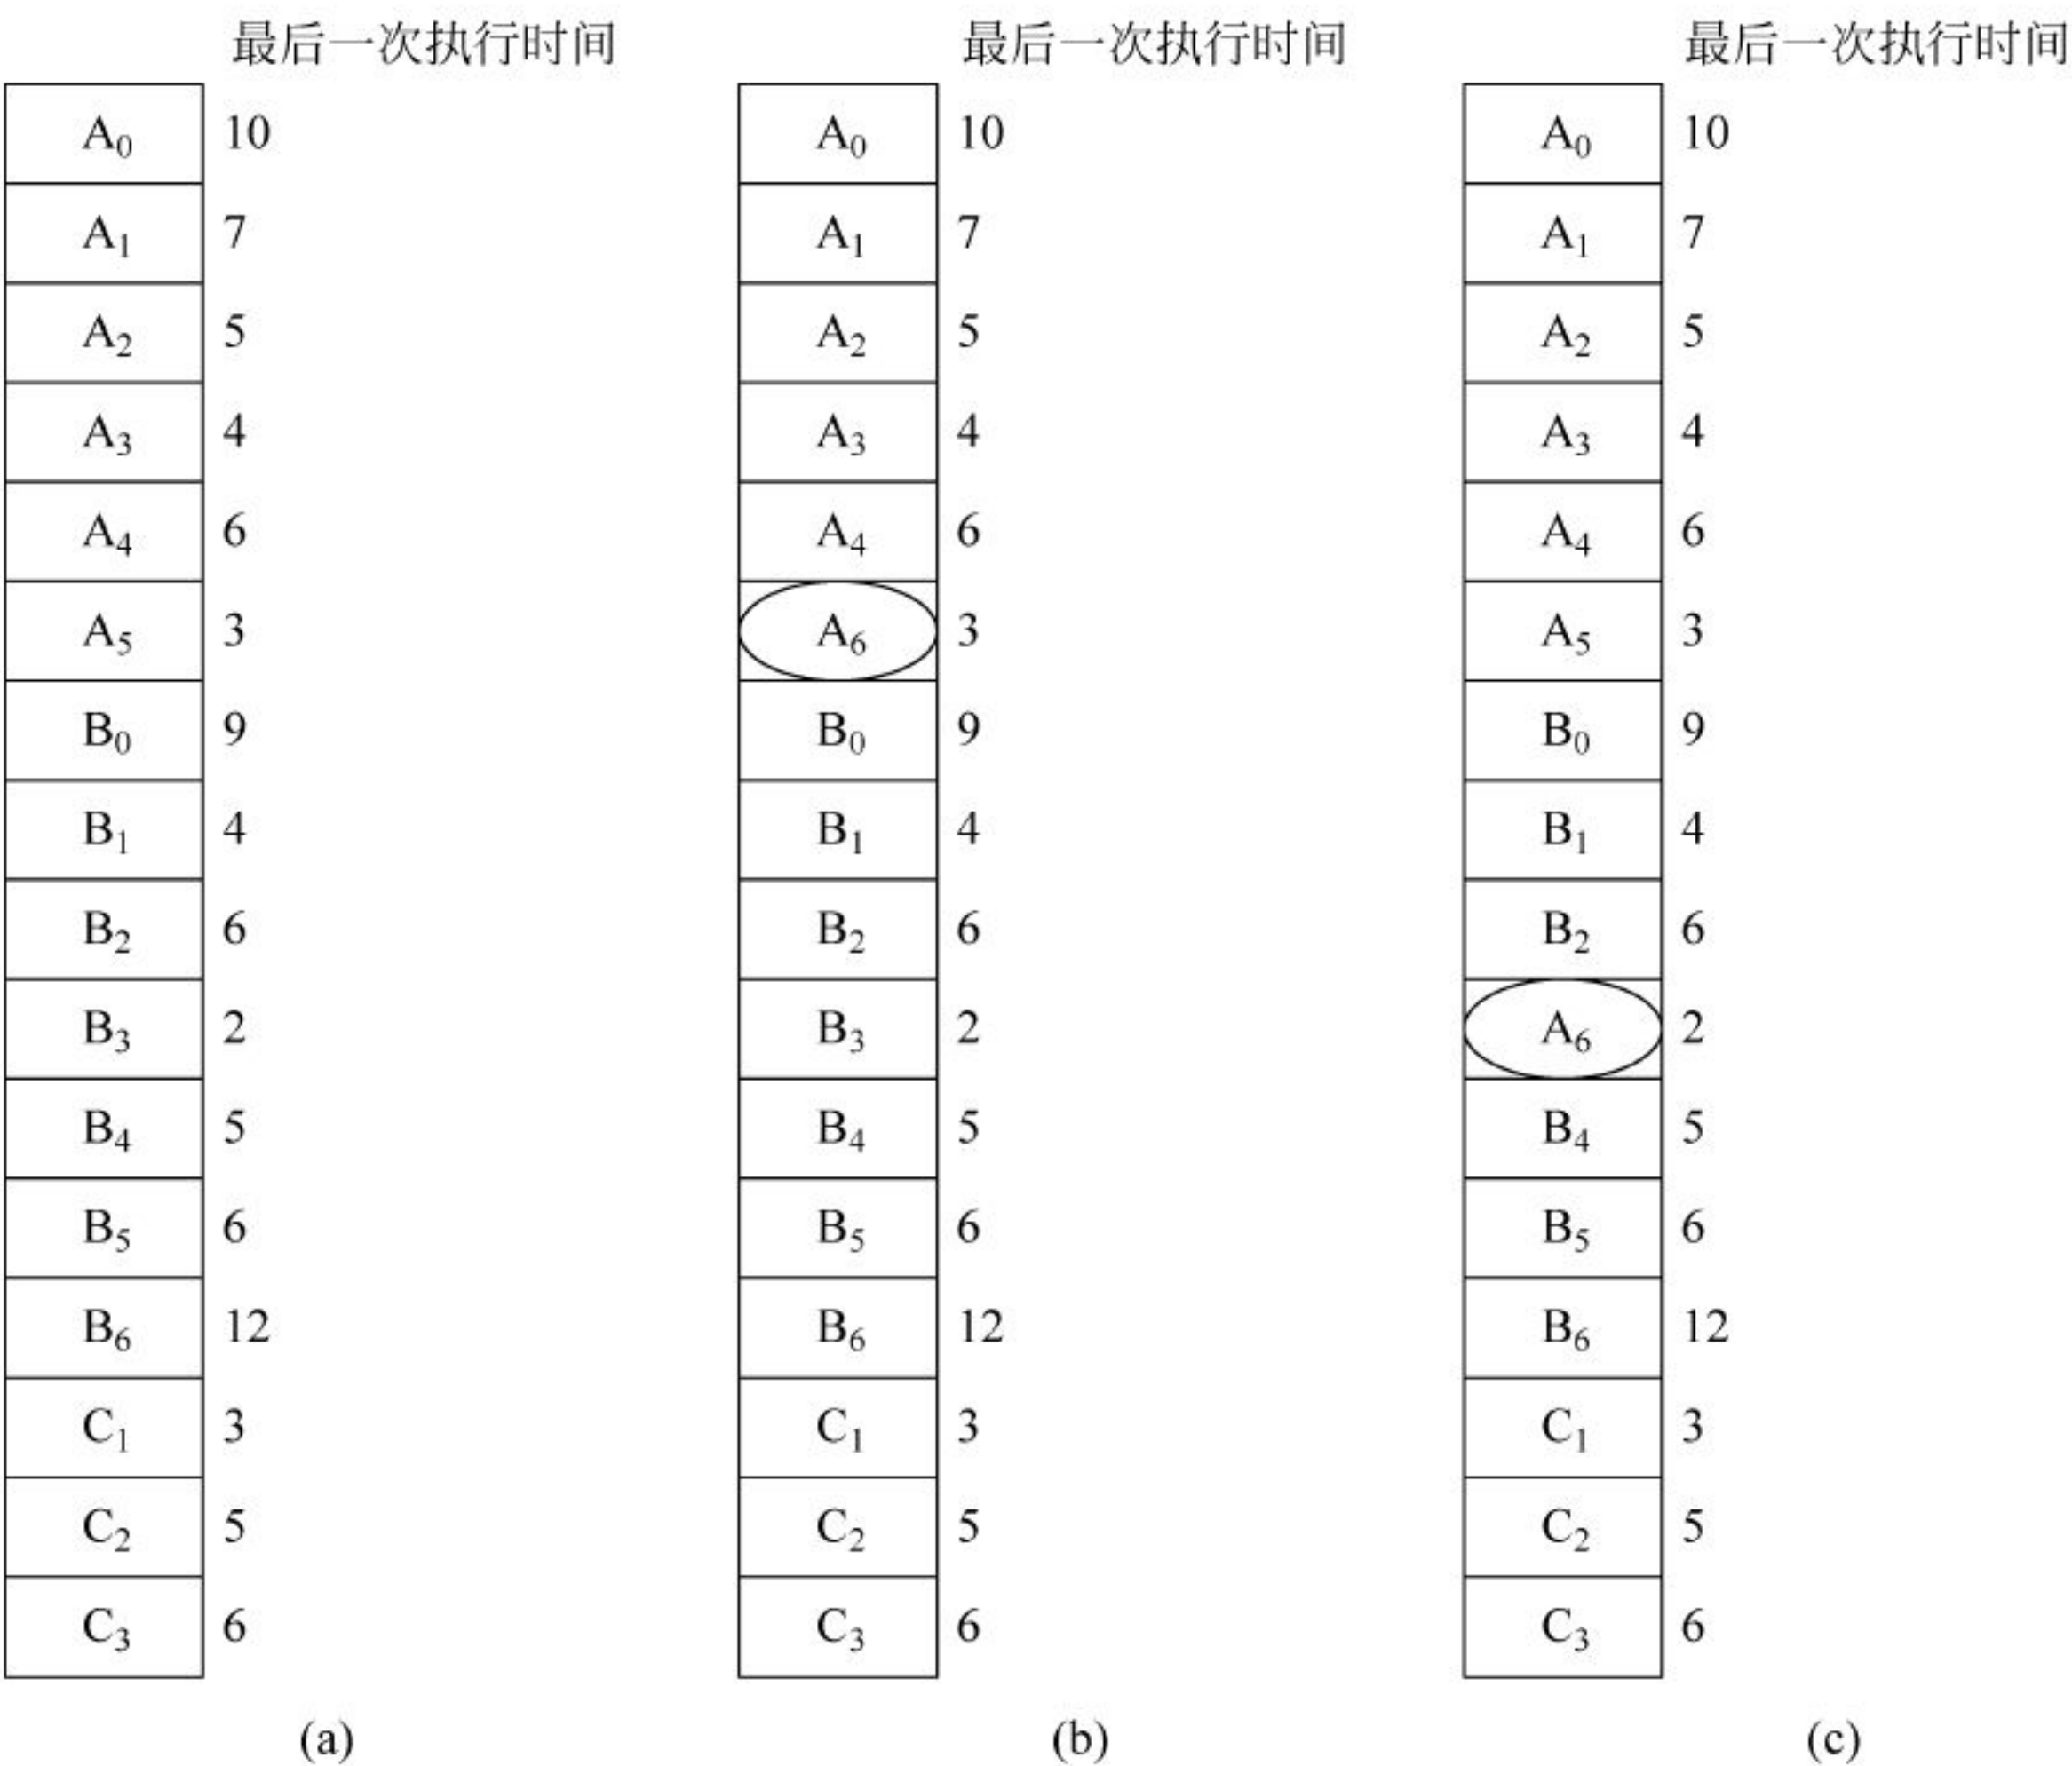 最后一次执行时间 最后一次执行时间 最后一次执行时间
A₀ 10 A₀ 10 A₀ 10
A₁ 7 A₁ 7 A₁ 7
A₂ 5 A₂ 5 A₂ 5
A₃ 4 A₃ 4 A₃ 4
A₄ 6 A₄ 6 A₄ 6
A₅ 3 A₆ 3 A₅ 3
B₀ 9 B₀ 9 B₀ 9
B₁ 4 B₁ 4 B₁ 4
B₂ 6 B₂ 6 B₂ 6
B₃ 2 B₃ 2 A₆ 2
B₄ 5 B₄ 5 B₄ 5
B₅ 6 B₅ 6 B₅ 6
B₆ 12 B₆ 12 B₆ 12
C₁ 3 C₁ 3 C₁ 3
C₂ 5 C₂ 5 C₂ 5
C₃ 6 C₃ 6 C₃ 6
(a) (b) (c)